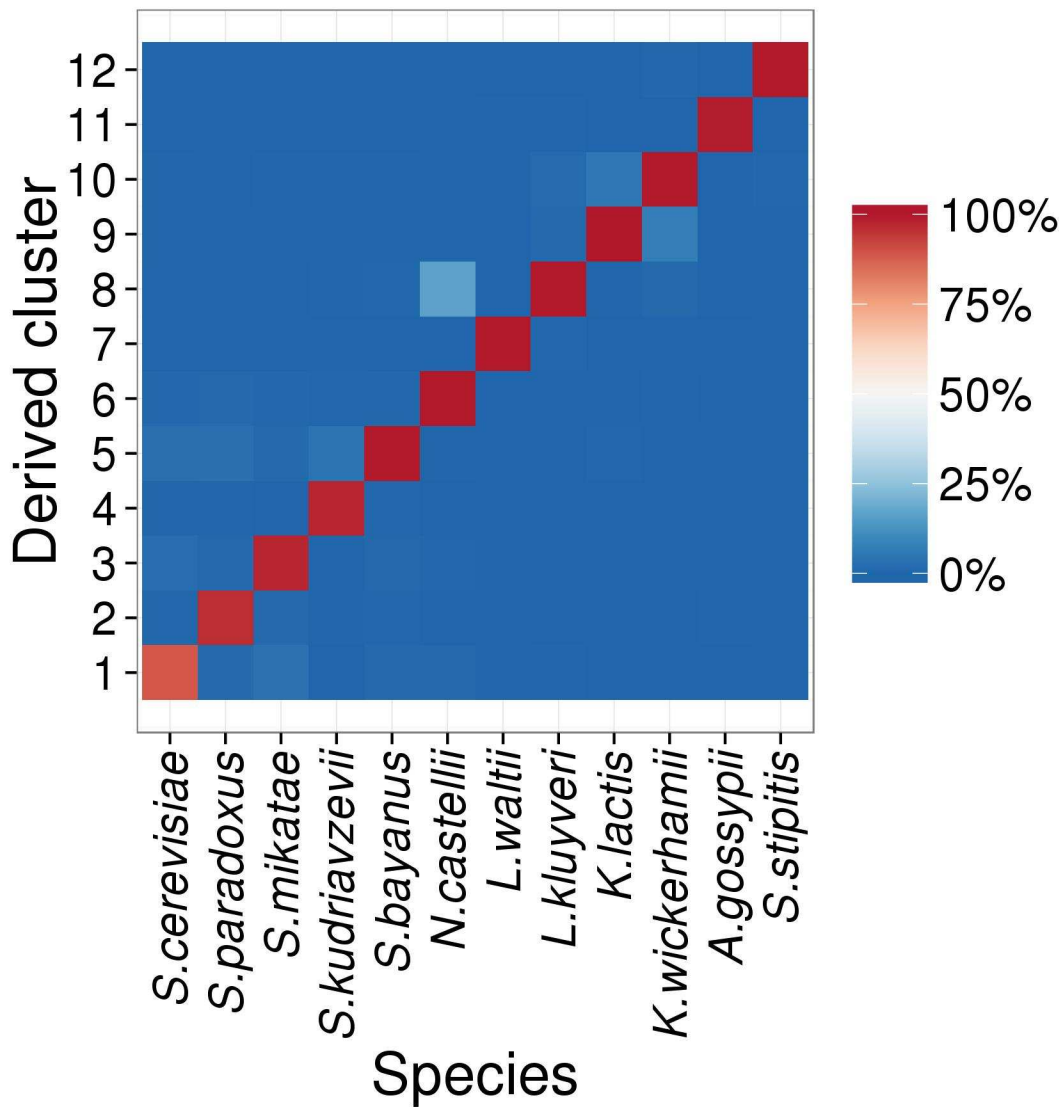 Derived cluster
12
11
10
9
8
7
6
5
4
3
2
1
100%
75%
50%
25%
0%
S.cerevisiae
S.paradoxus
S.mikatae
S.kudriavzevii
S.bayanus
N.castellii
L.waltii
L.kluyveri
K.lactis
K.wickerhamii
A.gossypii
S.stipitis
Species